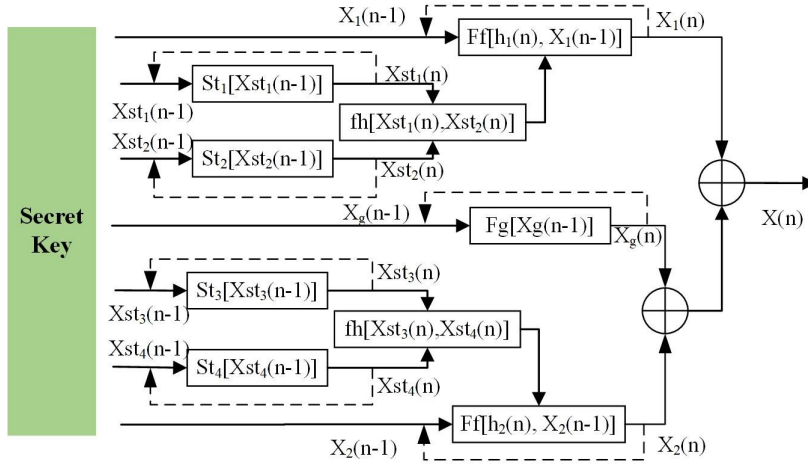 X₁(n-1)
Ff[h₁(n), X₁(n-1)]
X₁(n)
St₁[Xst₁(n-1)]
Xst₁(n)
Xst₁(n-1)
fh[Xst₁(n),Xst₂(n)]
Xst₂(n-1)
St₂[Xst₂(n-1)]
Xst₂(n)
X(n)
Secret
Key
X_g(n-1)
Fg[Xg(n-1)]
X_g(n)
St₃[Xst₃(n-1)]
Xst₃(n)
Xst₃(n-1)
fh[Xst₃(n),Xst₄(n)]
Xst₄(n-1)
St₄[Xst₄(n-1)]
Xst₄(n)
X₂(n-1)
Ff[h₂(n), X₂(n-1)]
X₂(n)